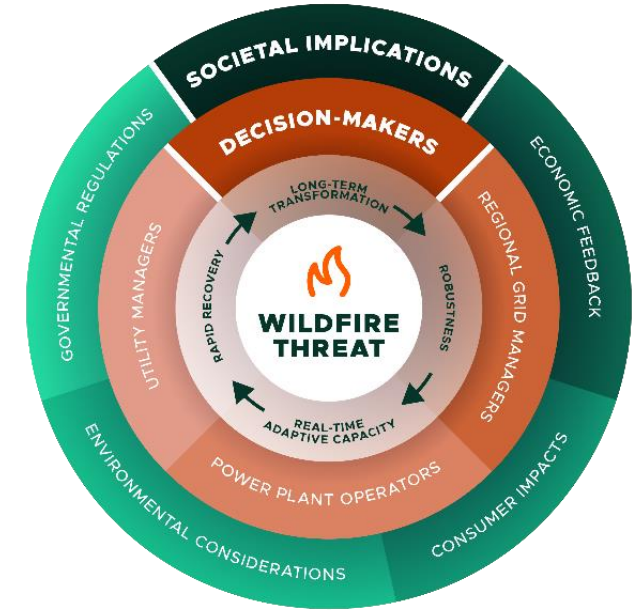 SOCIETAL IMPLICATIONS
ECONOMIC FEEDBACK
CONSUMER IMPACTS
ENVIRONMENTAL CONSIDERATIONS
GOVERNMENTAL REGULATIONS
DECISION-MAKERS
REGIONAL GRID MANAGERS
POWER PLANT OPERATORS
UTILITY MANAGERS
LONG-TERM
TRANSFORMATION
ROBUSTNESS
REAL-TIME
ADAPTIVE CAPACITY
RAPID RECOVERY
WILDFIRE
THREAT